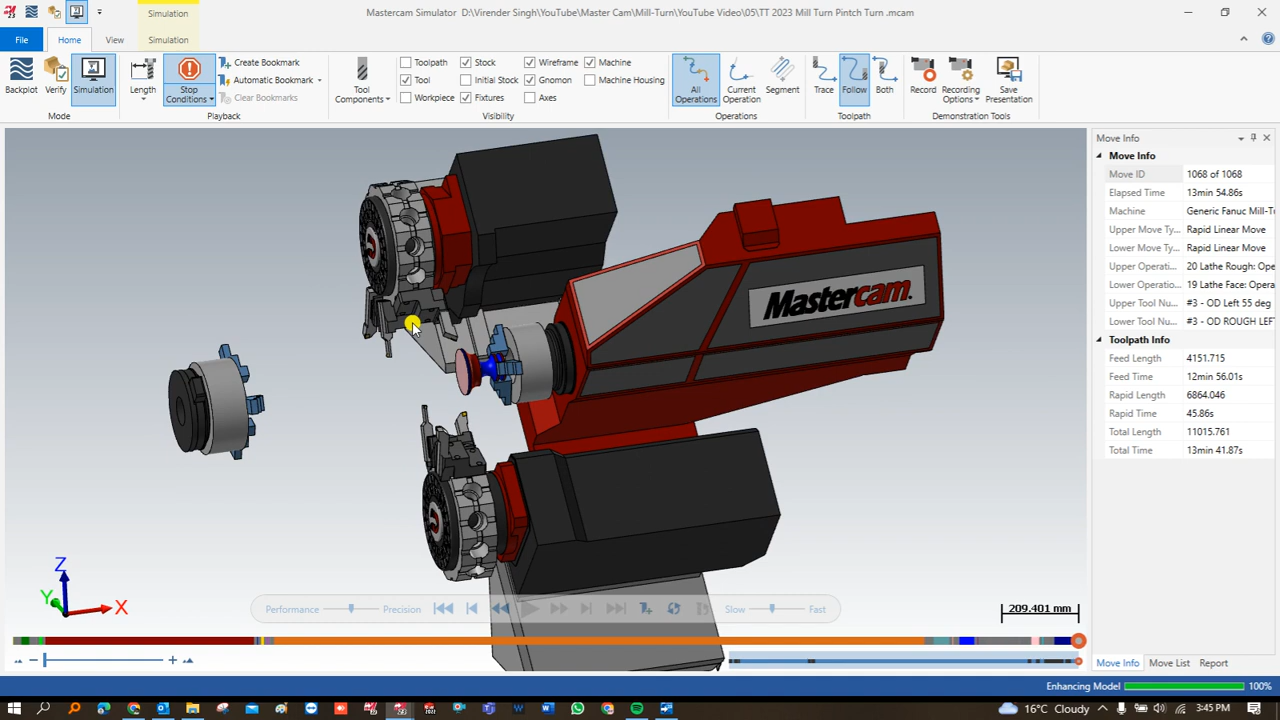 Mastercam Simulator  D:\Virender Singh\YouTube\Master Cam\Mill-Turn\YouTube Video\05\TT 2023 Mill Turn Pintch Turn .mcam
Simulation
File
Home
View
Simulation
Backplot
Verify
Simulation
Mode
Length
Stop Conditions
Create Bookmark
Automatic Bookmark
Clear Bookmarks
Playback
Tool Components
Toolpath
Tool
Workpiece
Stock
Initial Stock
Fixtures
Wireframe
Gnomon
Axes
Machine
Machine Housing
Visibility
All Operations
Current Operation
Segment
Operations
Trace
Follow
Both
Toolpath
Record
Recording Options
Save Presentation
Demonstration Tools
Mastercam.
Z
Y
X
Performance
Precision
Slow
Fast
209.401 mm
Move Info
Move Info
Move ID 1068 of 1068
Elapsed Time 13min 54.86s
Machine Generic Fanuc Mill-T
Upper Move Ty... Rapid Linear Move
Lower Move Ty... Rapid Linear Move
Upper Operati... 20 Lathe Rough: Opera
Lower Operati... 19 Lathe Face: Opera
Upper Tool Nu... #3 - OD Left 55 deg
Lower Tool Nu... #3 - OD ROUGH LEFT
Toolpath Info
Feed Length 4151.715
Feed Time 12min 56.01s
Rapid Length 6864.046
Rapid Time 45.86s
Total Length 11015.761
Total Time 13min 41.87s
Move Info
Move List
Report
Enhancing Model 100%
16°C Cloudy
3:45 PM